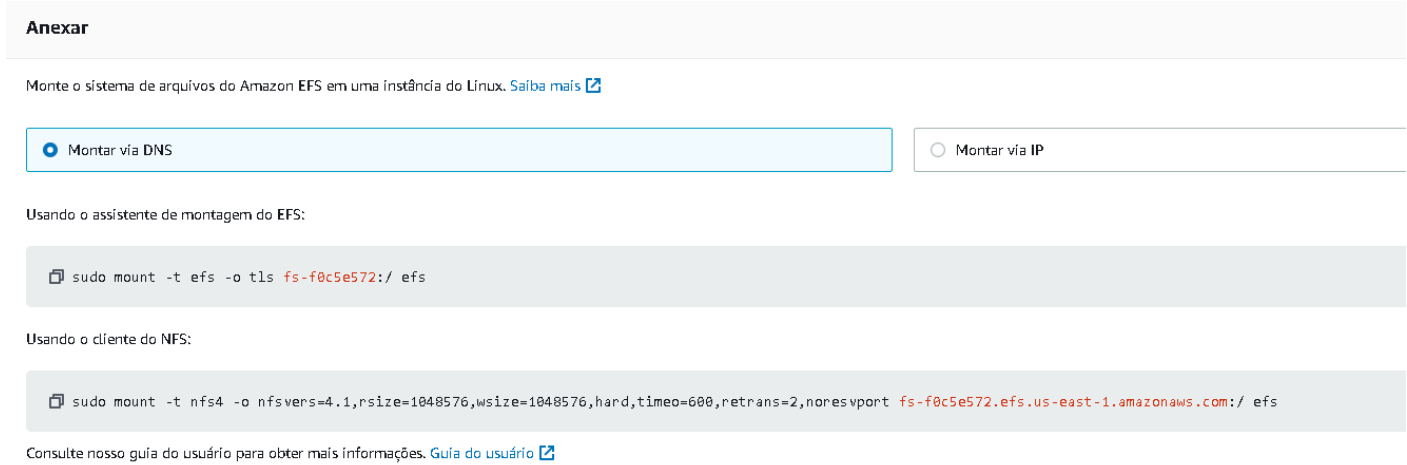 Anexar
Monte o sistema de arquivos do Amazon EFS em uma instância do Linux. Saiba mais
Montar via DNS
Montar via IP
Usando o assistente de montagem do EFS:
sudo mount -t efs -o tls fs-f0c5e572:/ efs
Usando o cliente do NFS:
sudo mount -t nfs4 -o nfsvers=4.1,rsize=1048576,wsize=1048576,hard,timeo=600,retrans=2,noresvport fs-f0c5e572.efs.us-east-1.amazonaws.com:/ efs
Consulte nosso guia do usuário para obter mais informações. Guia do usuário